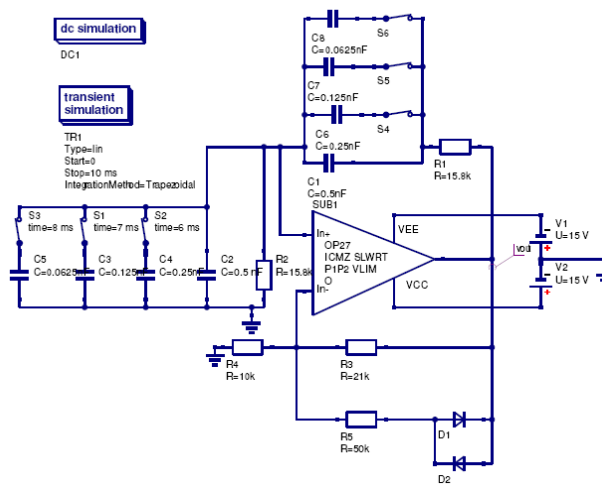 dc simulation
DC1
transient
simulation
TR1
Type=lin
Start=0
Stop=10 ms
IntegrationMethod=Trapezoidal
S6
C8
C=0.0625nF
S5
C7
C=0.125nF
S4
C6
C=0.25nF
R1
R=15.8k
C1
C=0.5nF
SUB1
S3
time=8 ms
S1
time=7 ms
S2
time=6 ms
C5
C=0.0625nF
C3
C=0.125nF
C4
C=0.25nF
C2
C=0.5 nF
R2
R=15.8k
In+
OP27
ICMZ SLWRT
P1P2 VLIM
O
In-
VEE
VCC
vout
V1
U=15 V
V2
U=15 V
R4
R=10k
R3
R=21k
R5
R=50k
D1
D2